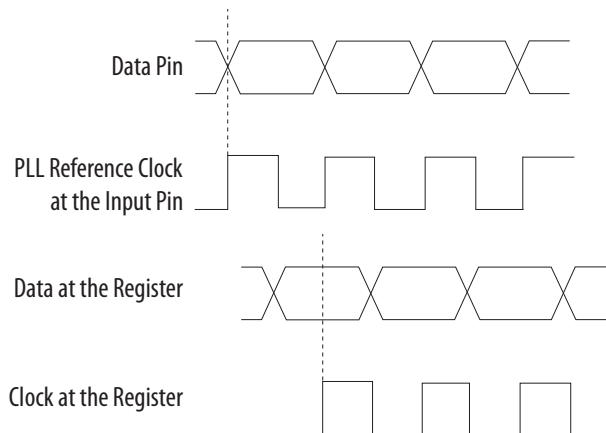 Data Pin
PLL Reference Clock
at the Input Pin
Data at the Register
Clock at the Register